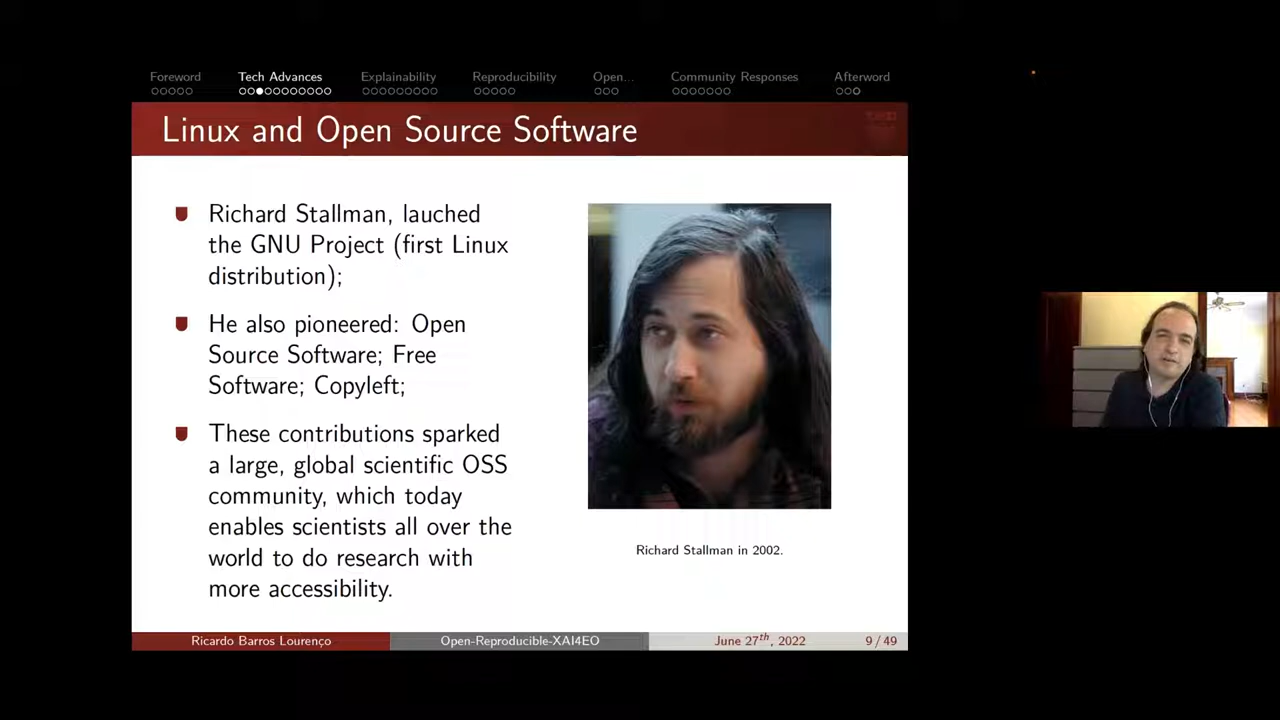 Foreword Tech Advances Explainability Reproducibility Open... Community Responses Afterword
Linux and Open Source Software
Richard Stallman, lauched
the GNU Project (first Linux
distribution);
He also pioneered: Open
Source Software; Free
Software; Copyleft;
These contributions sparked
a large, global scientific OSS
community, which today
enables scientists all over the
world to do research with
more accessibility.
Richard Stallman in 2002.
Ricardo Barros Lourenço Open-Reproducible-XAI4EO June 27th, 2022 9 / 49